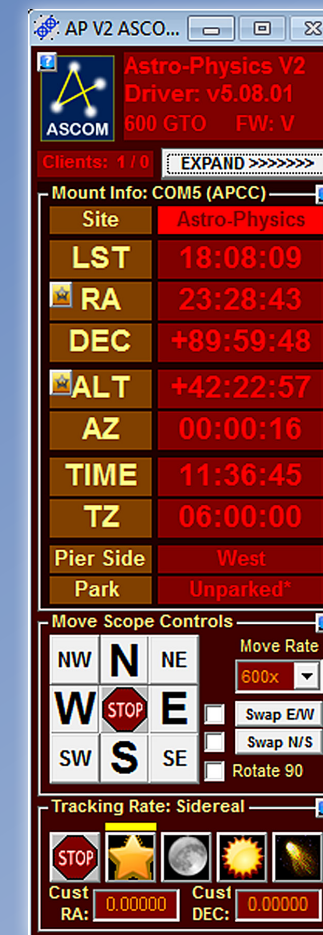 AP V2 ASCO...
Astro-Physics V2
Driver: v5.08.01
ASCOM
600 GTO FW: V
Clients: 1 / 0 EXPAND >>>>>>>
Mount Info: COM5 (APCC)
Site Astro-Physics
LST 18:08:09
RA 23:28:43
DEC +89:59:48
ALT +42:22:57
AZ 00:00:16
TIME 11:36:45
TZ 06:00:00
Pier Side West
Park Unparked*
Move Scope Controls
NW N NE Move Rate
600x
W STOP E Swap E/W
Swap N/S
SW S SE Rotate 90
Tracking Rate: Sidereal
STOP
Cust RA: 0.00000 Cust DEC: 0.00000